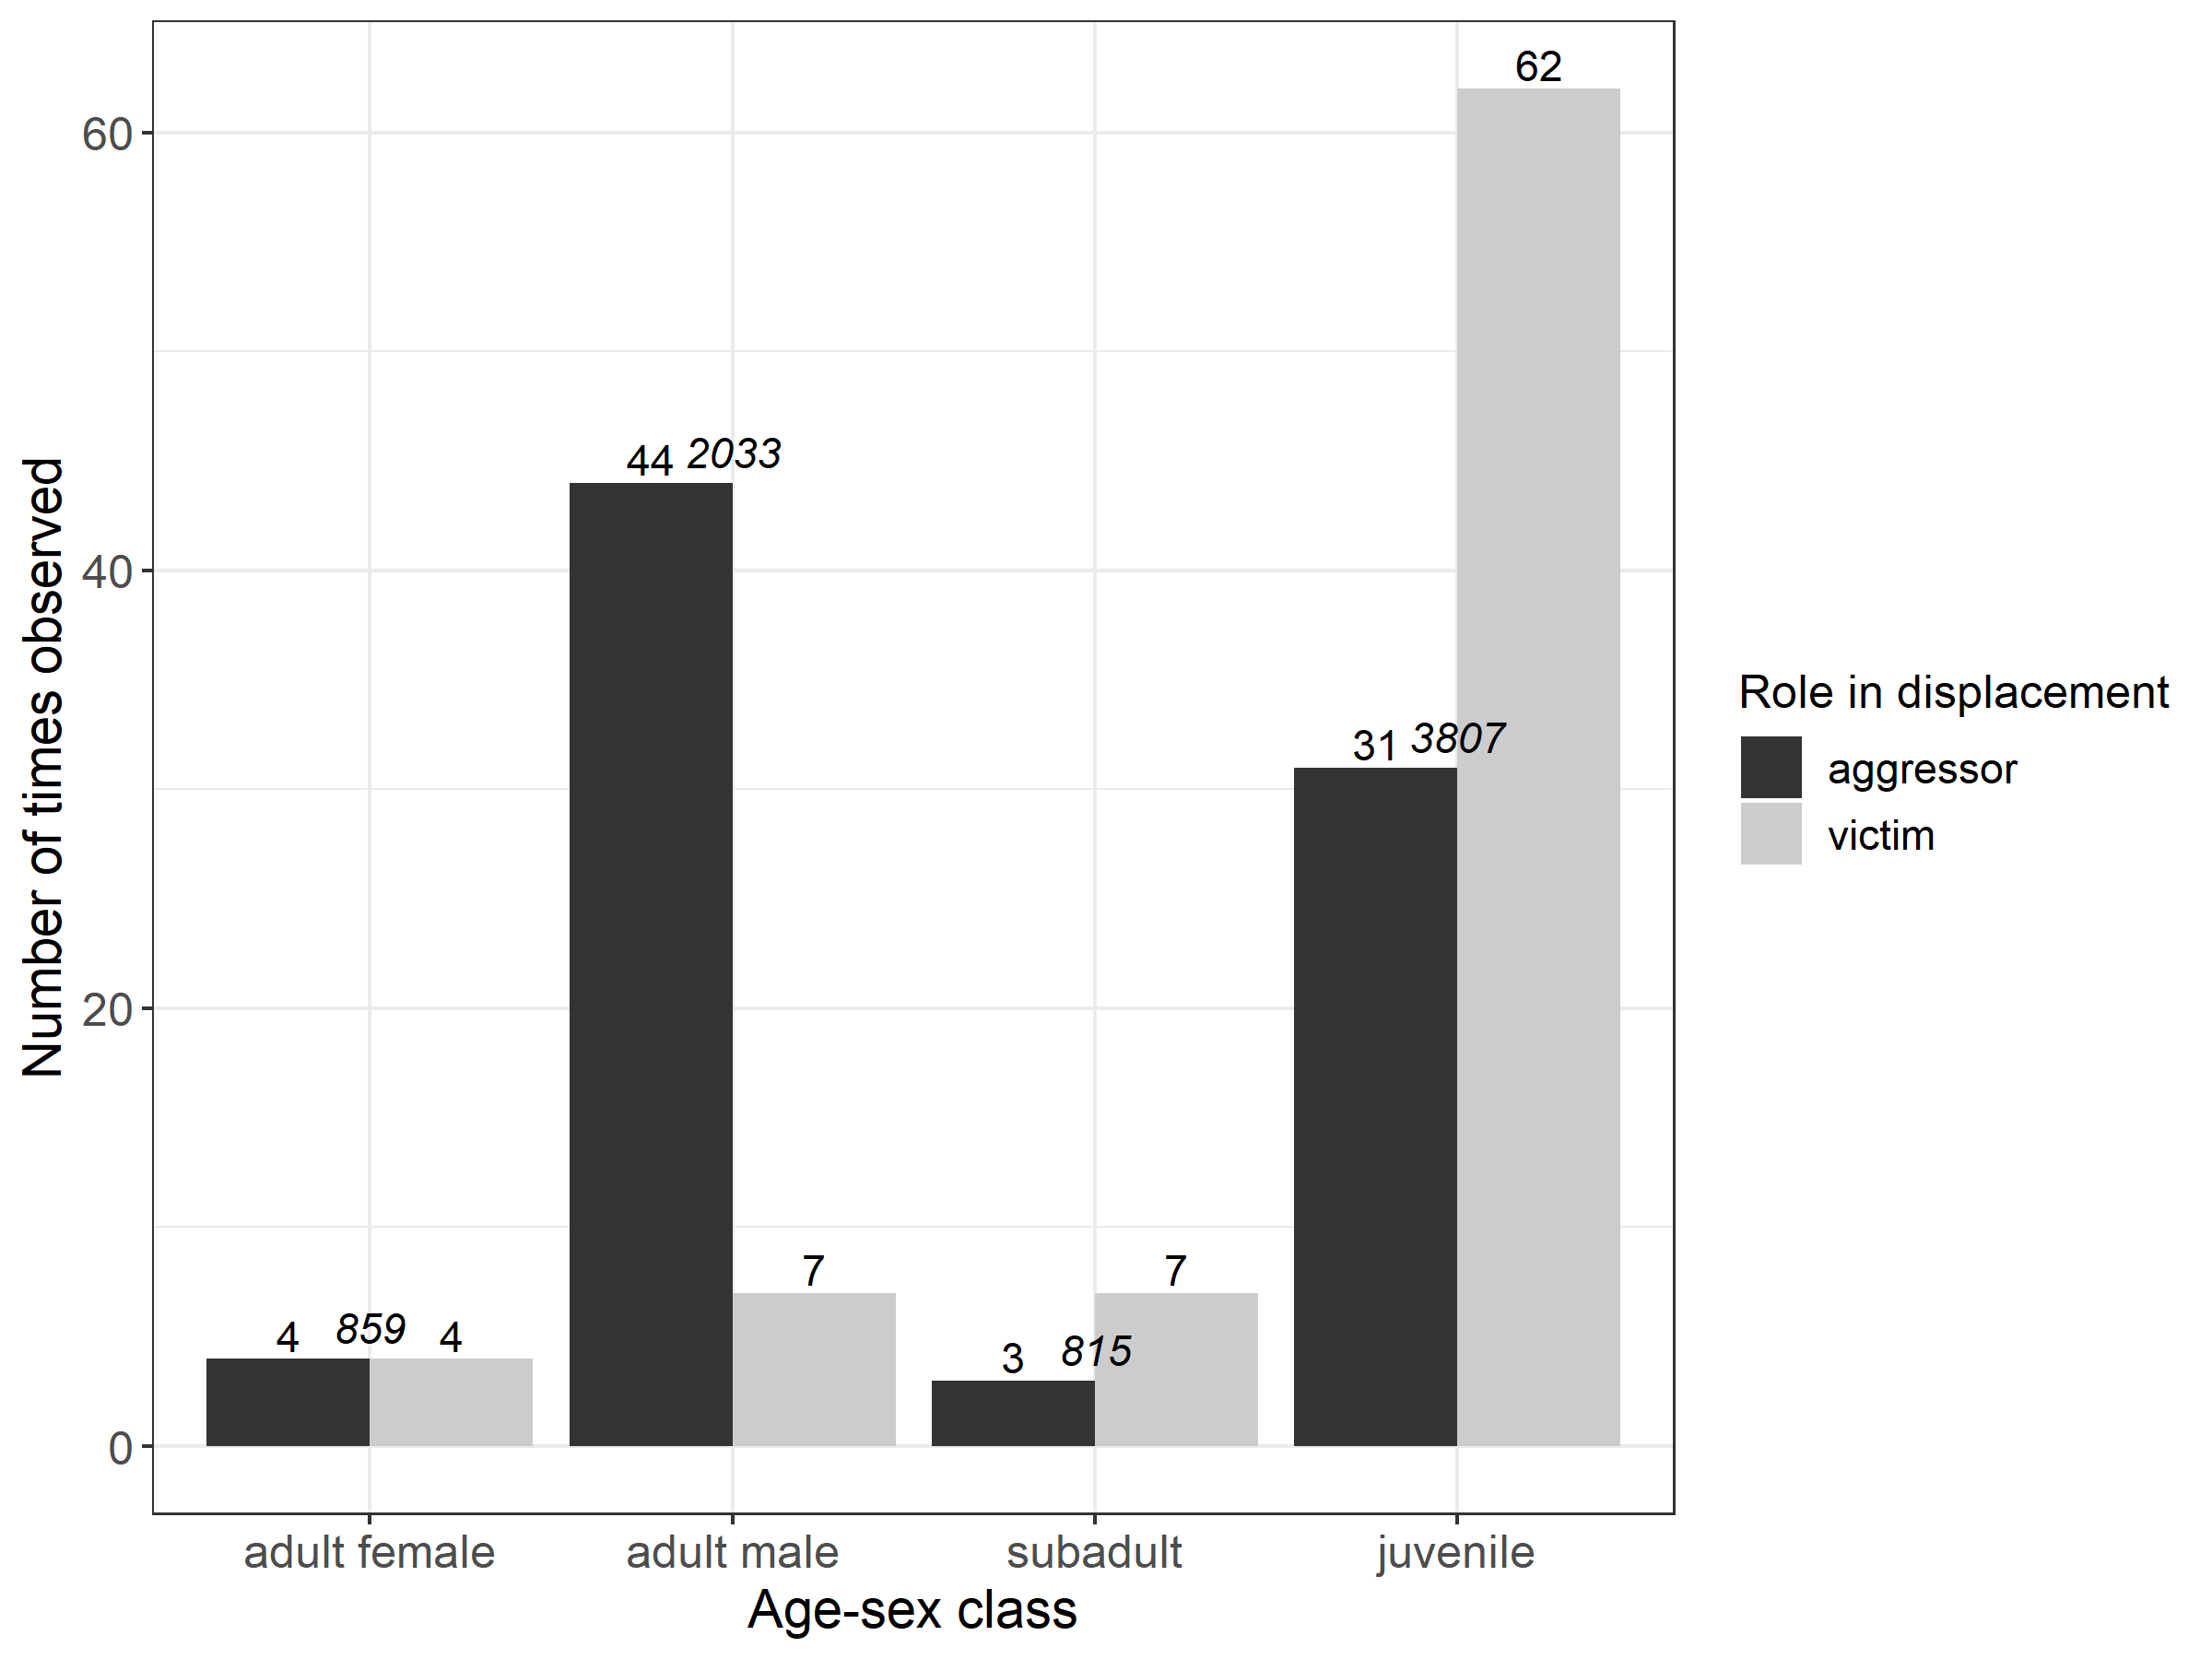 62
60
44 2033
40
31 3807
20
7
7
4 859 4
3 815
0
adult female adult male subadult juvenile
Age-sex class
Number of times observed
Role in displacement
aggressor
victim